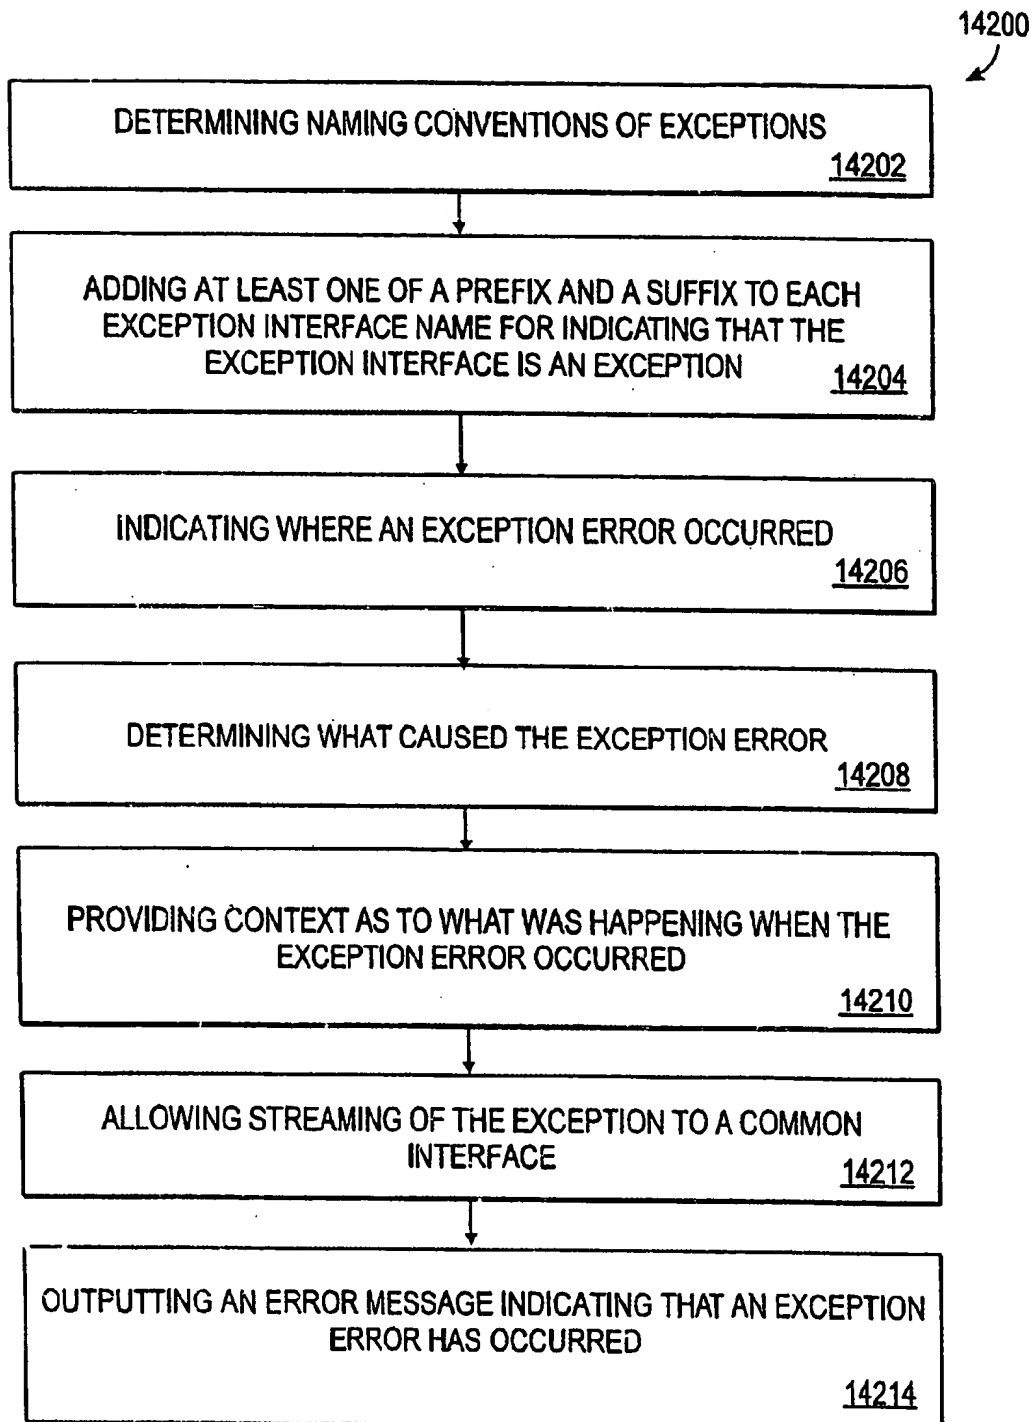 14200
DETERMINING NAMING CONVENTIONS OF EXCEPTIONS
14202
ADDING AT LEAST ONE OF A PREFIX AND A SUFFIX TO EACH
EXCEPTION INTERFACE NAME FOR INDICATING THAT THE
EXCEPTION INTERFACE IS AN EXCEPTION
14204
INDICATING WHERE AN EXCEPTION ERROR OCCURRED
14206
DETERMINING WHAT CAUSED THE EXCEPTION ERROR
14208
PROVIDING CONTEXT AS TO WHAT WAS HAPPENING WHEN THE
EXCEPTION ERROR OCCURRED
14210
ALLOWING STREAMING OF THE EXCEPTION TO A COMMON
INTERFACE
14212
OUTPUTTING AN ERROR MESSAGE INDICATING THAT AN EXCEPTION
ERROR HAS OCCURRED
14214